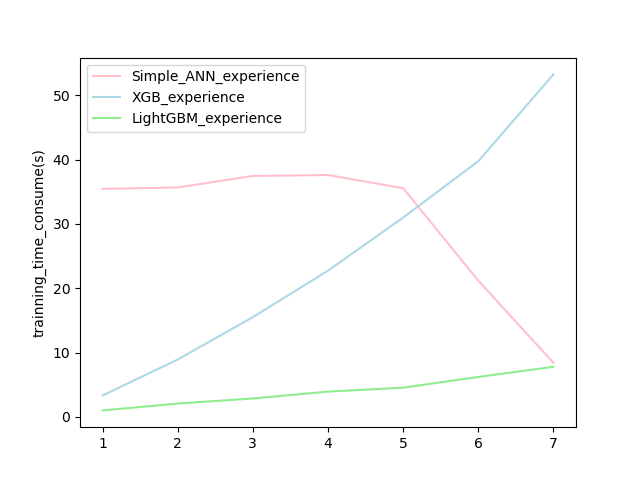 Simple_ANN_experience
XGB_experience
LightGBM_experience
trainning_time_consume(s)
50
40
30
20
10
0
1 2 3 4 5 6 7